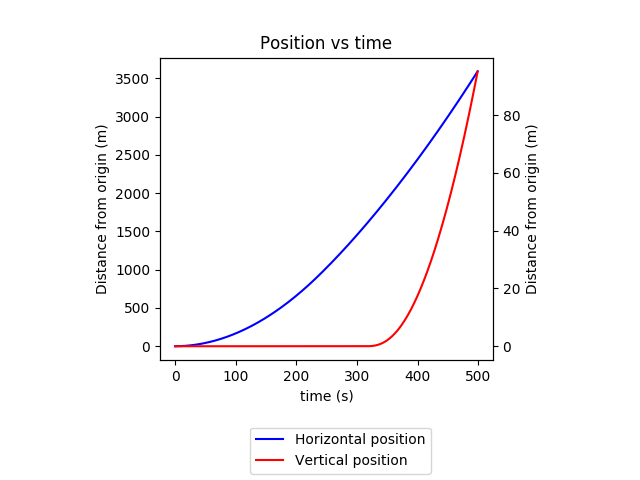 Position vs time
3500
3000
2500
2000
1500
1000
500
0
Distance from origin (m)
80
60
40
20
0
Distance from origin (m)
0 100 200 300 400 500
time (s)
Horizontal position
Vertical position